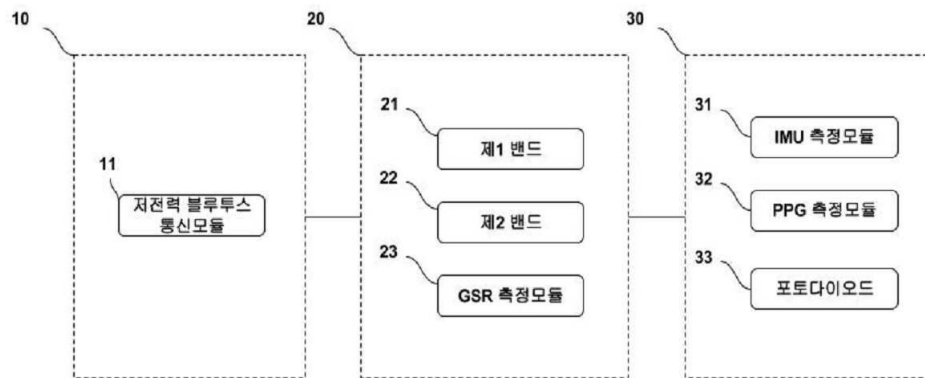 10
20
30
11
저전력 블루투스
통신모듈
21
제1 밴드
22
제2 밴드
23
GSR 측정모듈
31
IMU 측정모듈
32
PPG 측정모듈
33
포토다이오드